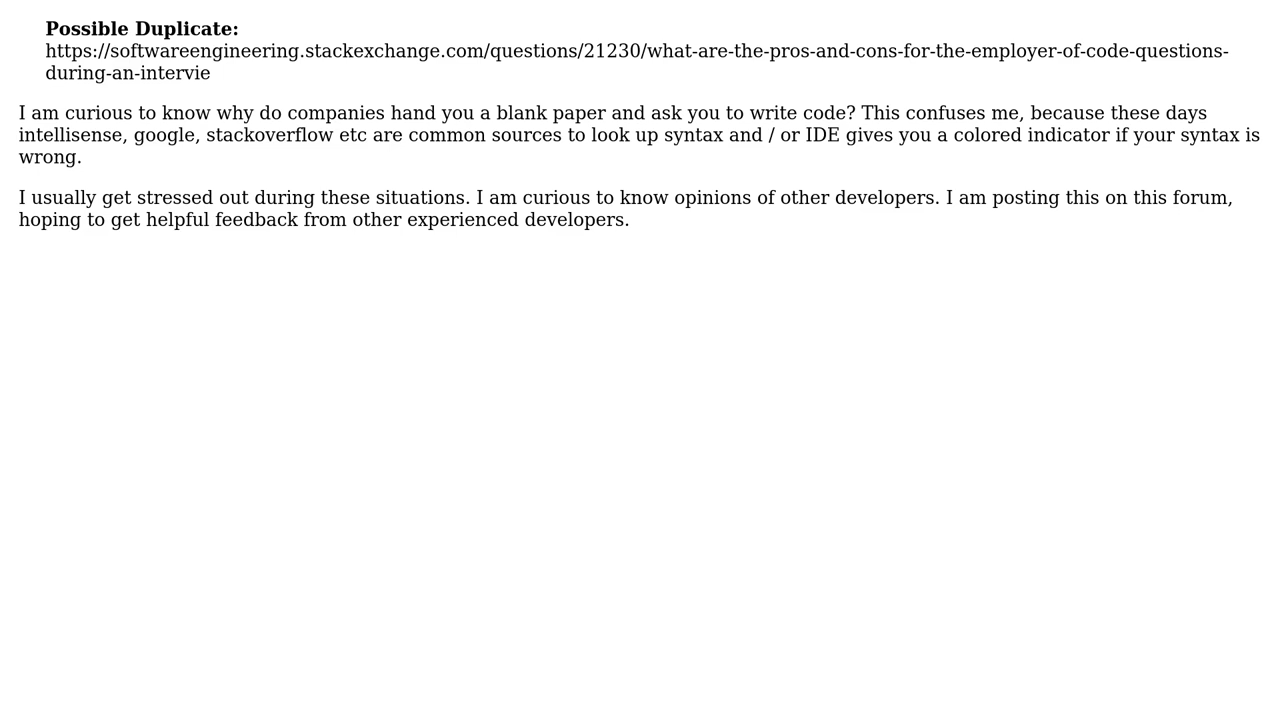 Possible Duplicate:
https://softwareengineering.stackexchange.com/questions/21230/what-are-the-pros-and-cons-for-the-employer-of-code-questions-
during-an-intervie
I am curious to know why do companies hand you a blank paper and ask you to write code? This confuses me, because these days
intellisense, google, stackoverflow etc are common sources to look up syntax and / or IDE gives you a colored indicator if your syntax is
wrong.
I usually get stressed out during these situations. I am curious to know opinions of other developers. I am posting this on this forum,
hoping to get helpful feedback from other experienced developers.